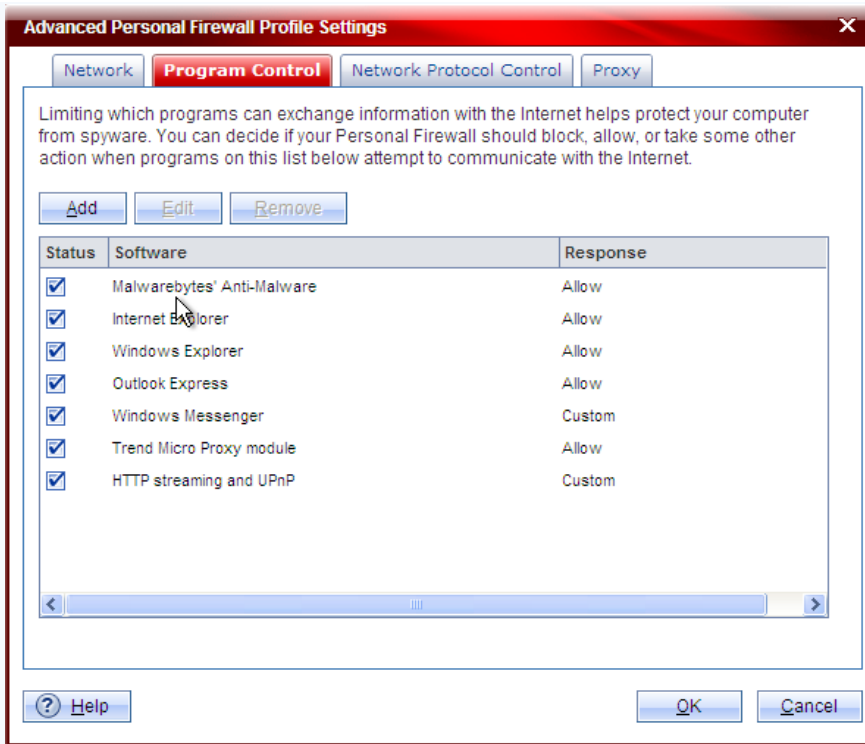 Advanced Personal Firewall Profile Settings
Network Program Control Network Protocol Control Proxy
Limiting which programs can exchange information with the Internet helps protect your computer
from spyware. You can decide if your Personal Firewall should block, allow, or take some other
action when programs on this list below attempt to communicate with the Internet.
Add Edit Remove
Status Software Response
Malwarebytes' Anti-Malware Allow
Internet Explorer Allow
Windows Explorer Allow
Outlook Express Allow
Windows Messenger Custom
Trend Micro Proxy module Allow
HTTP streaming and UPnP Custom
? Help OK Cancel